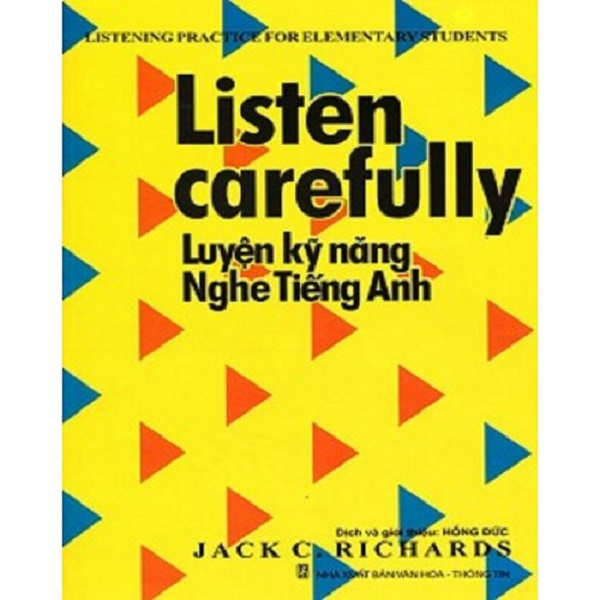 LISTENING PRACTICE FOR ELEMENTARY STUDENTS
Listen
carefully
Luyện kỹ năng
Nghe Tiếng Anh
Dịch và giới thiệu: HỒNG ĐỨC
JACK C. RICHARDS
NHÀ XUẤT BẢN VĂN HÓA - THÔNG TIN